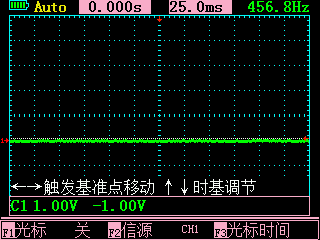 Auto 0.000s 25.0ms 456.8Hz
←→触发基准点移动 ↑↓时基调节
C1 1.00V -1.00V
F1光标 关 F2信源 CH1 F3光标时间